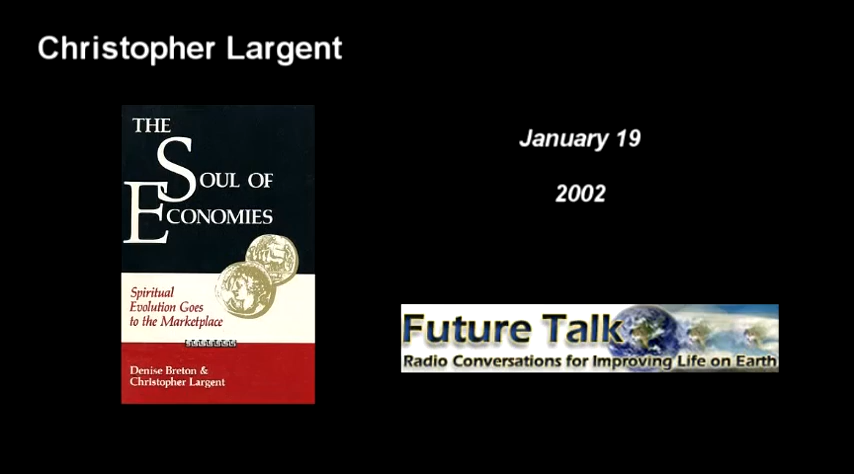 Christopher Largent
THE
SOUL OF
ECONOMIES
Spiritual
Evolution Goes
to the Marketplace
Denise Breton &
Christopher Largent
January 19
2002
Future Talk
Radio Conversations for Improving Life on Earth